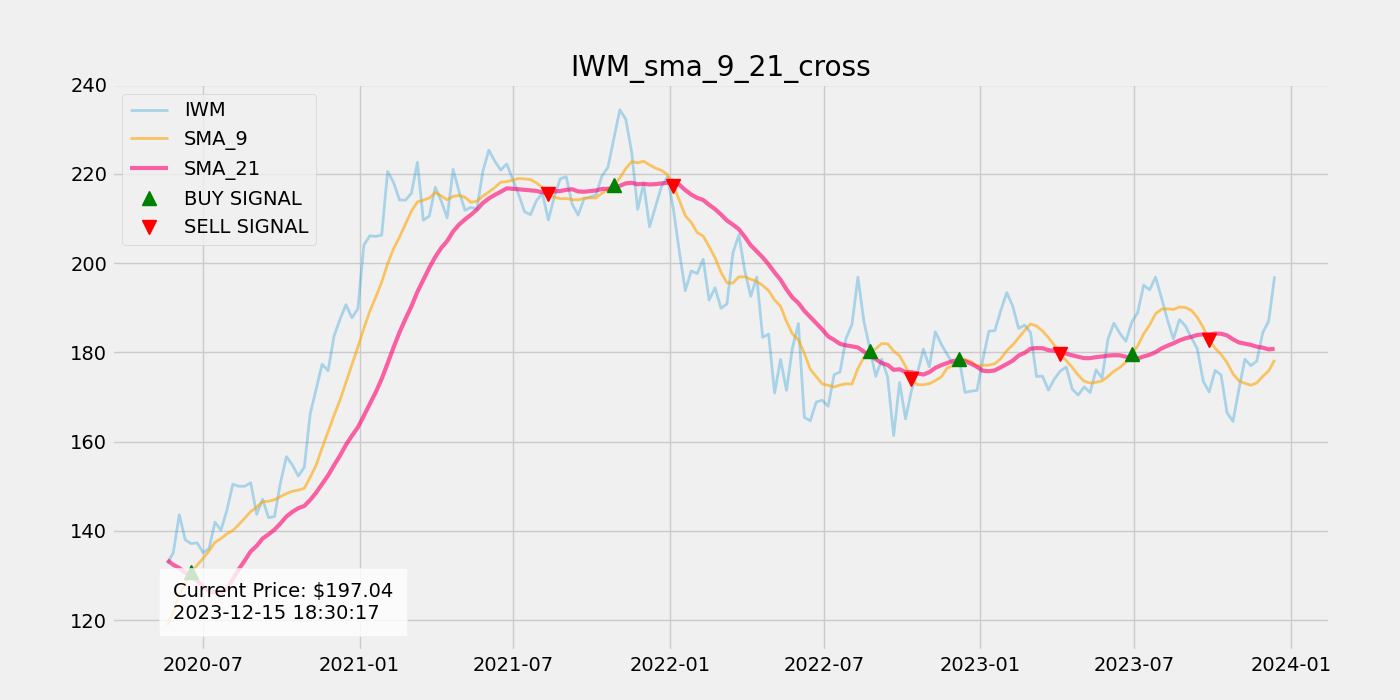 IWM_sma_9_21_cross
240
220
200
180
160
140
120
IWM
SMA_9
SMA_21
BUY SIGNAL
SELL SIGNAL
Current Price: $197.04
2023-12-15 18:30:17
2020-07
2021-01
2021-07
2022-01
2022-07
2023-01
2023-07
2024-01